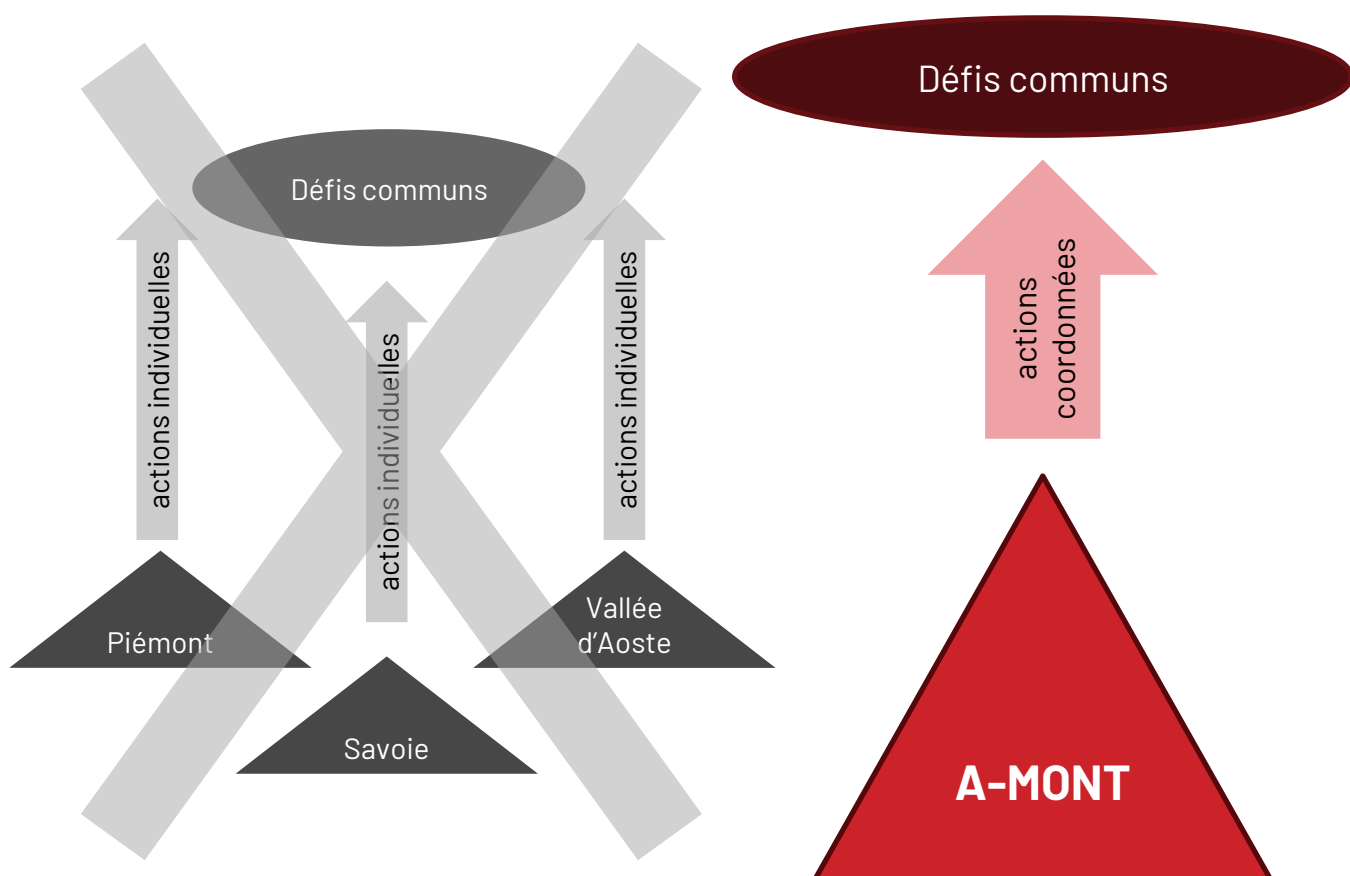 Défis communs
actions individuelles
actions individuelles
actions individuelles
Piémont
Savoie
Vallée
d’Aoste
Défis communs
actions
coordonnées
A-MONT